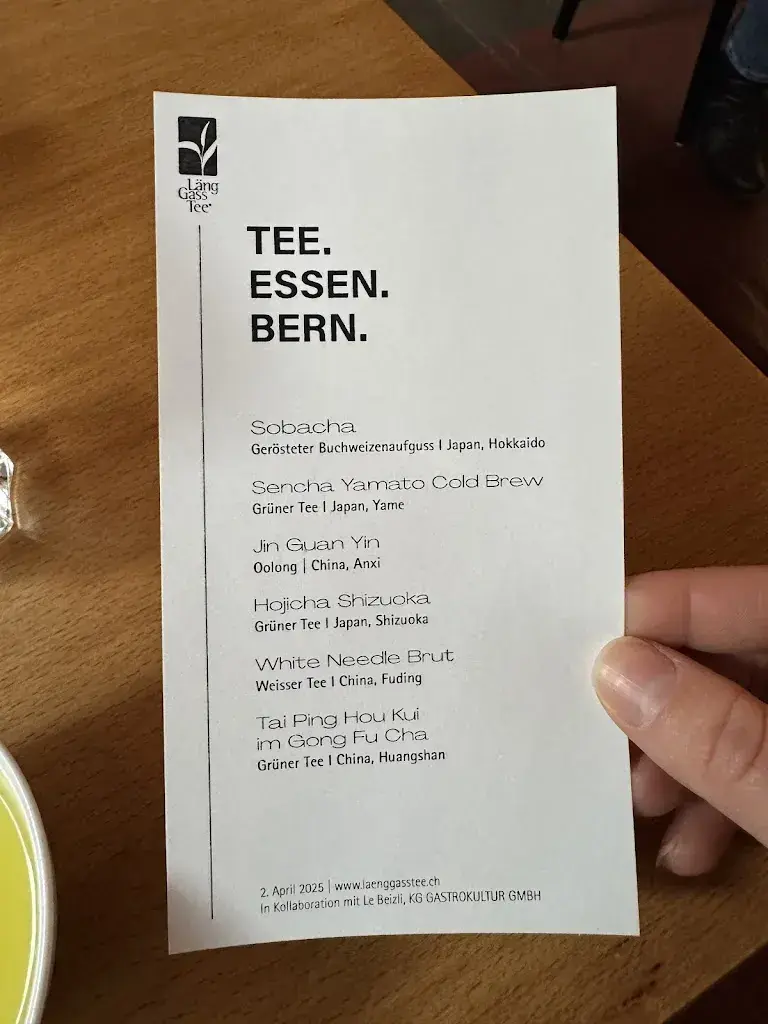 Läng
Gass
Tee
TEE.
ESSEN.
BERN.
Sobacha
Gerösteter Buchweizenaufguss | Japan, Hokkaido
Sencha Yamato Cold Brew
Grüner Tee | Japan, Yame
Jin Guan Yin
Oolong | China, Anxi
Hojicha Shizuoka
Grüner Tee | Japan, Shizuoka
White Needle Brut
Weisser Tee | China, Fuding
Tai Ping Hou Kui
im Gong Fu Cha
Grüner Tee | China, Huangshan
2. April 2025 | www.laenggasstee.ch
In Kollaboration mit Le Beizli, KG GASTROKULTUR GMBH